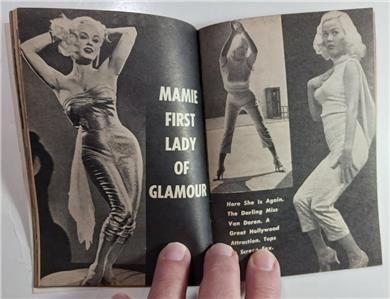 MAMIE
FIRST
LADY
OF
GLAMOUR
Here She Is Again.
The Darling Miss
Van Doren. A
Great Hollywood
Attraction. Tops